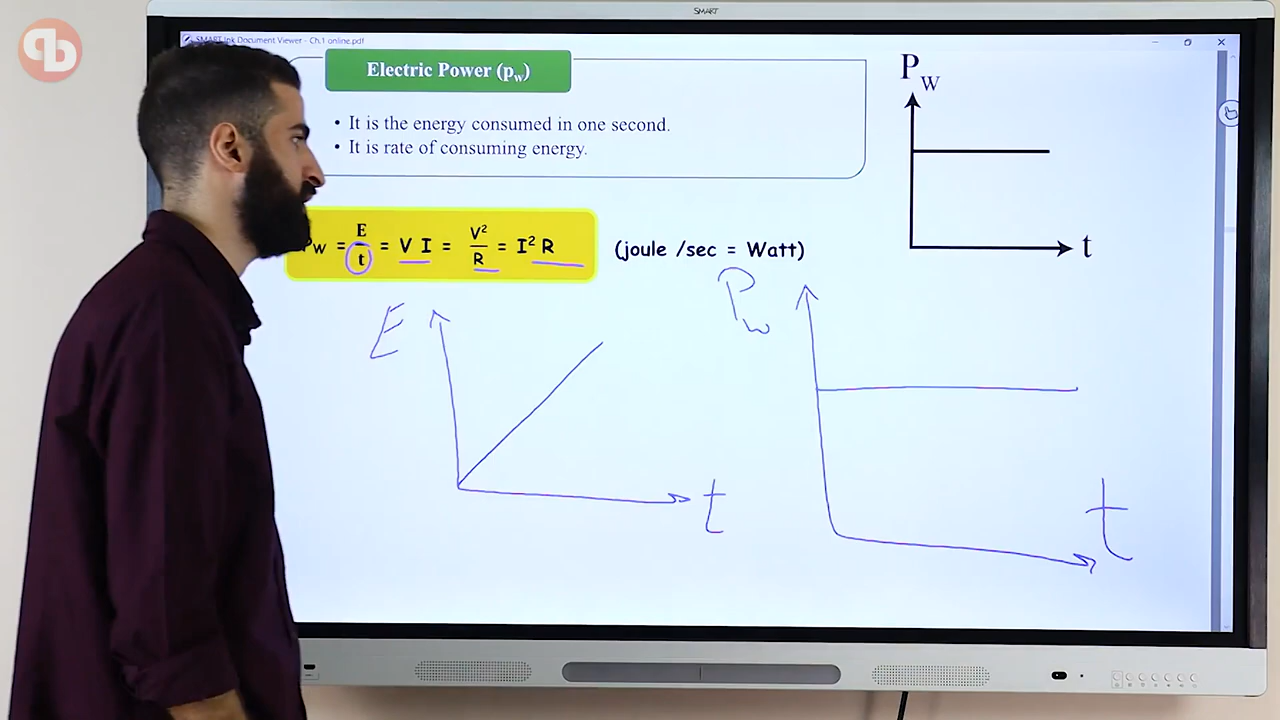 SMART
pb
SMART Ink Document Viewer - Ch.1 online.pdf
Electric Power (pw)
• It is the energy consumed in one second.
• It is rate of consuming energy.
Pw
t
Pw = E/t = V I = V²/R = I² R (joule /sec = Watt)
E
t
Pw
t